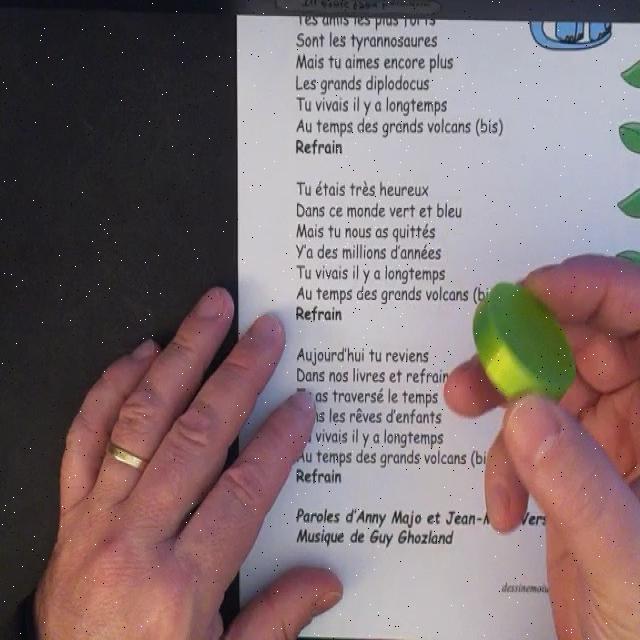 Tes amis les plus forts
Sont les tyrannosaures
Mais tu aimes encore plus
Les grands diplodocus
Tu vivais il y a longtemps
Au temps des grands volcans (bis)
Refrain
Tu étais très heureux
Dans ce monde vert et bleu
Mais tu nous as quittés
Y'a des millions d'années
Tu vivais il y a longtemps
Au temps des grands volcans
Refrain
Aujourd'hui tu reviens
Dans nos livres et refrain
as traversé le temps
les rêves d'enfants
vivais il y a longtemps
Au temps des grands volcans
Refrain
Paroles d'Anny Majo et Jean-
Musique de Guy Ghozland